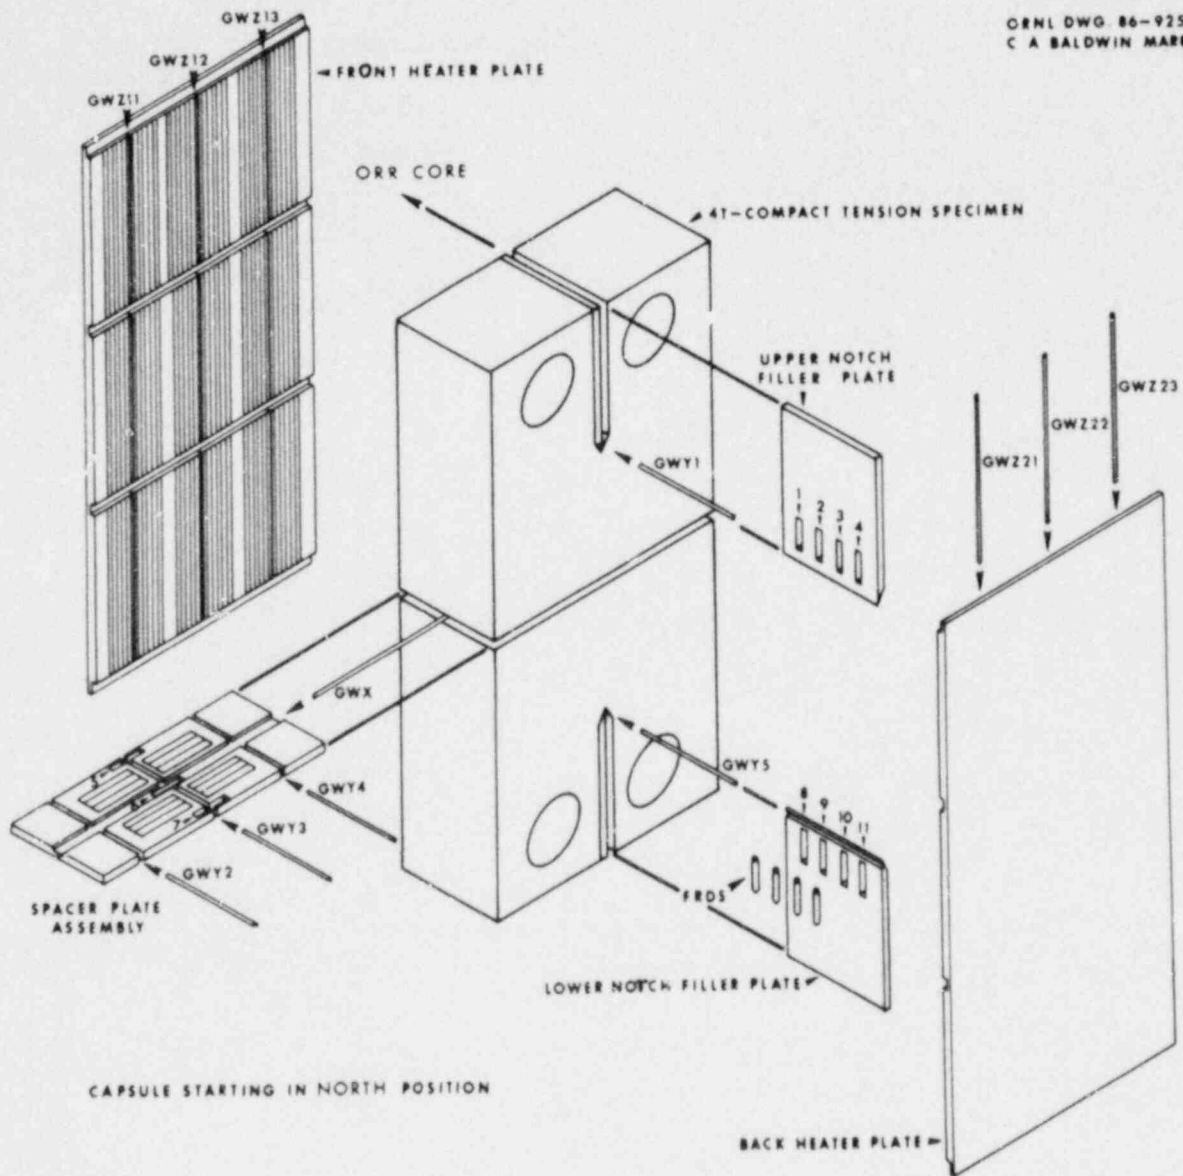 ORNL DWG. 86-925
C A BALDWIN
GWZ13
GWZ12
GWZ11
FRONT HEATER PLATE
ORR CORE
4T-COMPACT TENSION SPECIMEN
UPPER NOTCH
FILLER PLATE
GWZ23
GWZ22
GWZ21
GWY1
1
2
3
4
GWX
GWY5
GWY4
GWY3
GWY2
7
8
9
10
11
SPACER PLATE
ASSEMBLY
FRDS
LOWER NOTCH FILLER PLATE
CAPSULE STARTING IN NORTH POSITION
BACK HEATER PLATE